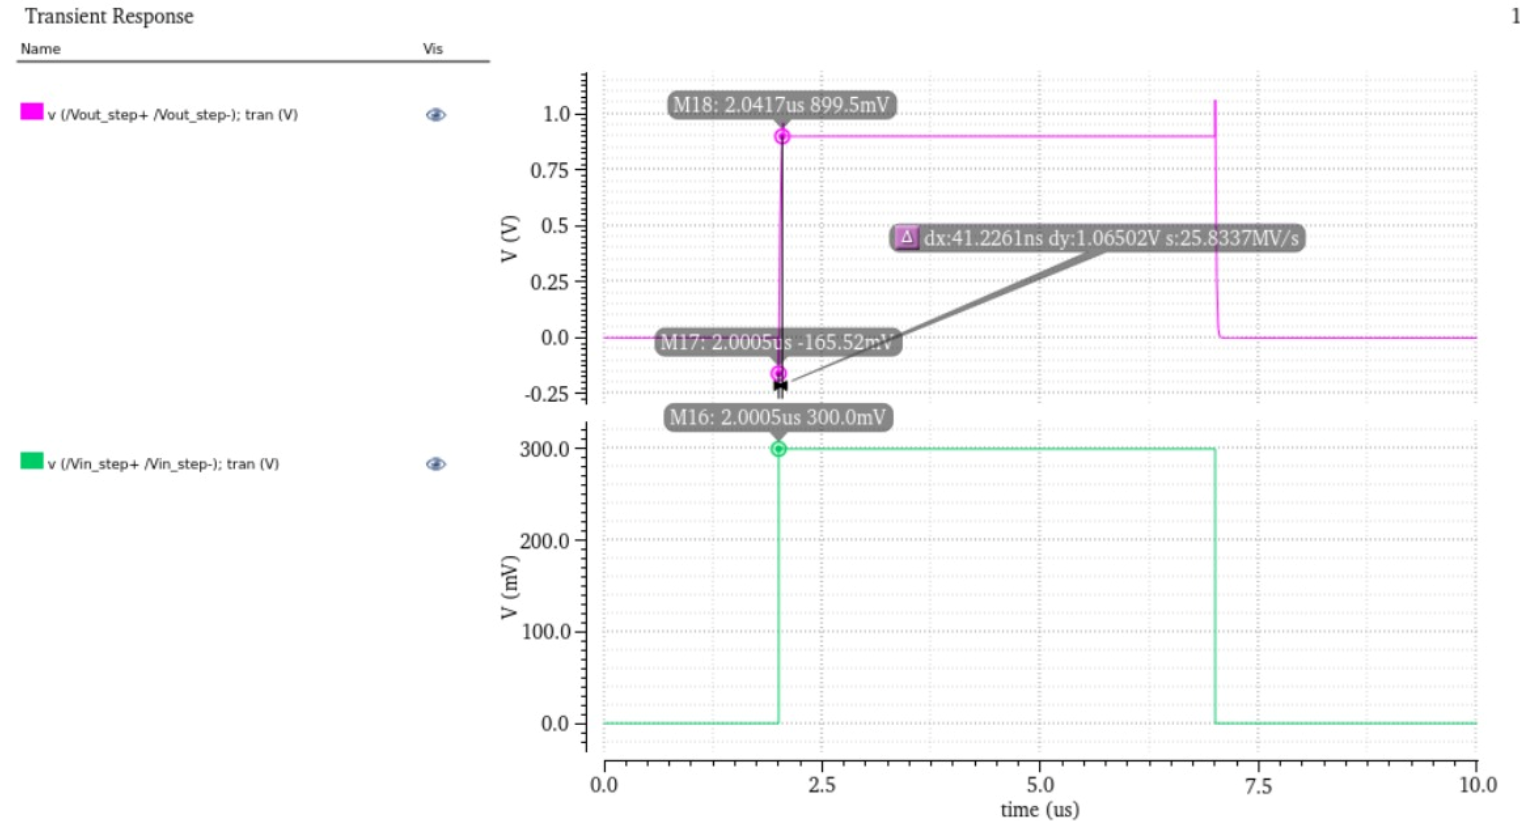 Transient Response
1
Name Vis
v (/Vout_step+ /Vout_step-); tran (V)
M18: 2.0417us 899.5mV
1.0
0.75
V (V)
0.5
Δ dx:41.2261ns dy:1.06502V s:25.8337MV/s
0.25
0.0
M17: 2.0005us -165.52mV
-0.25
M16: 2.0005us 300.0mV
v (/Vin_step+ /Vin_step-); tran (V)
300.0
200.0
V (mV)
100.0
0.0
0.0 2.5 5.0 7.5 10.0
time (us)